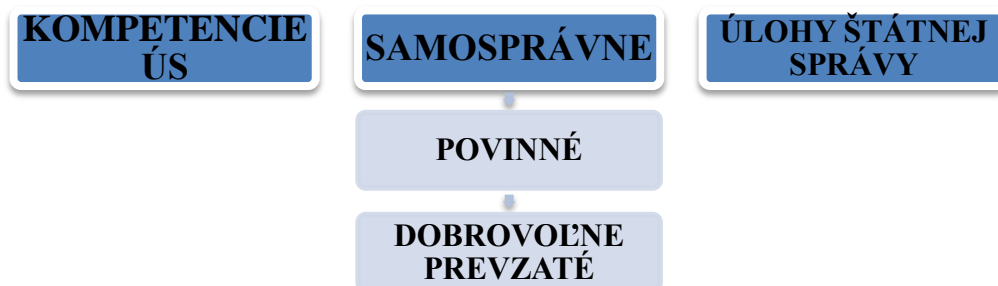 KOMPETENCIE
ÚS
SAMOSPRÁVNE
ÚLOHY ŠTÁTNEJ
SPRÁVY
POVINNÉ
DOBROVOĽNE
PREVZATÉ